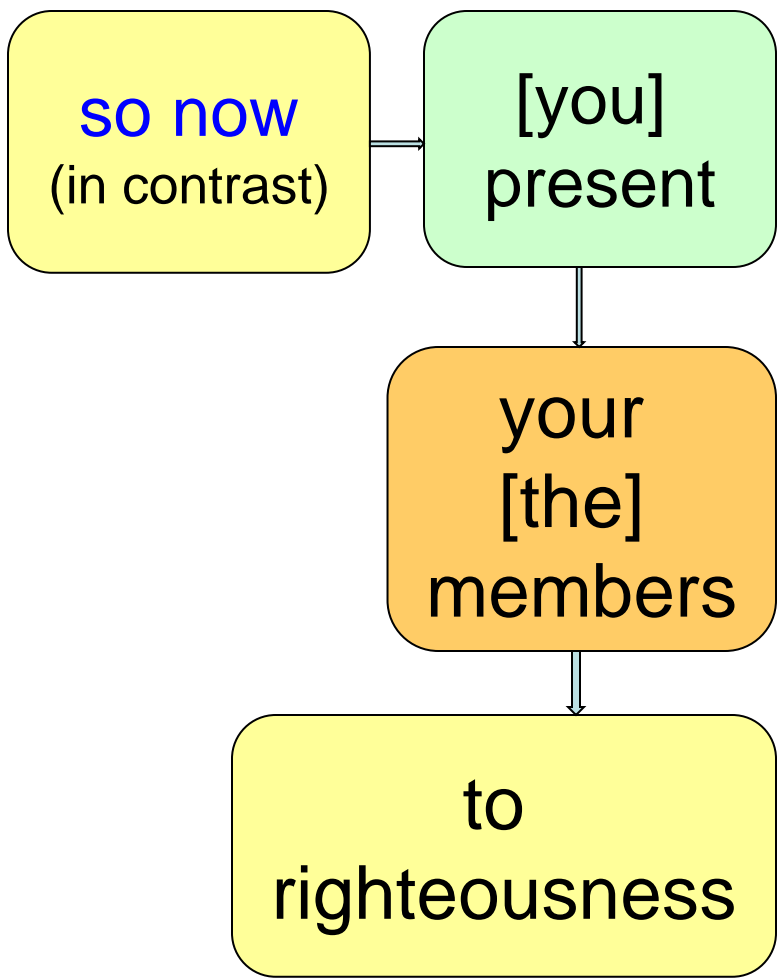 so now
(in contrast)
[you]
present
your
[the]
members
to
righteousness